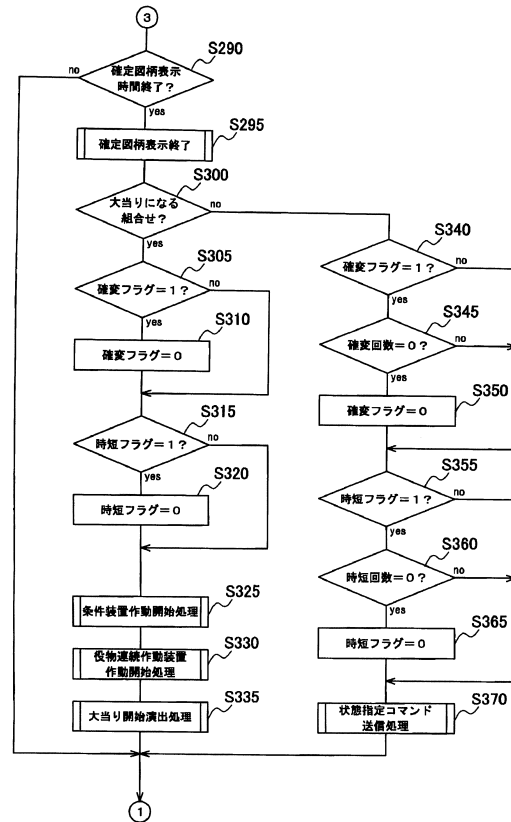 3
S290
no
確定図柄表示
時間終了？
yes
S295
確定図柄表示終了
S300
大当りになる
組合せ？
no
yes
S305
確変フラグ＝１？
no
yes
S310
確変フラグ＝０
S315
時短フラグ＝１？
no
yes
S320
時短フラグ＝０
S325
条件装置作動開始処理
S330
役物連続作動装置
作動開始処理
S335
大当り開始演出処理
S340
確変フラグ＝１？
no
yes
S345
確変回数＝０？
no
yes
S350
確変フラグ＝０
S355
時短フラグ＝１？
no
yes
S360
時短回数＝０？
no
yes
S365
時短フラグ＝０
S370
状態指定コマンド
送信処理
1